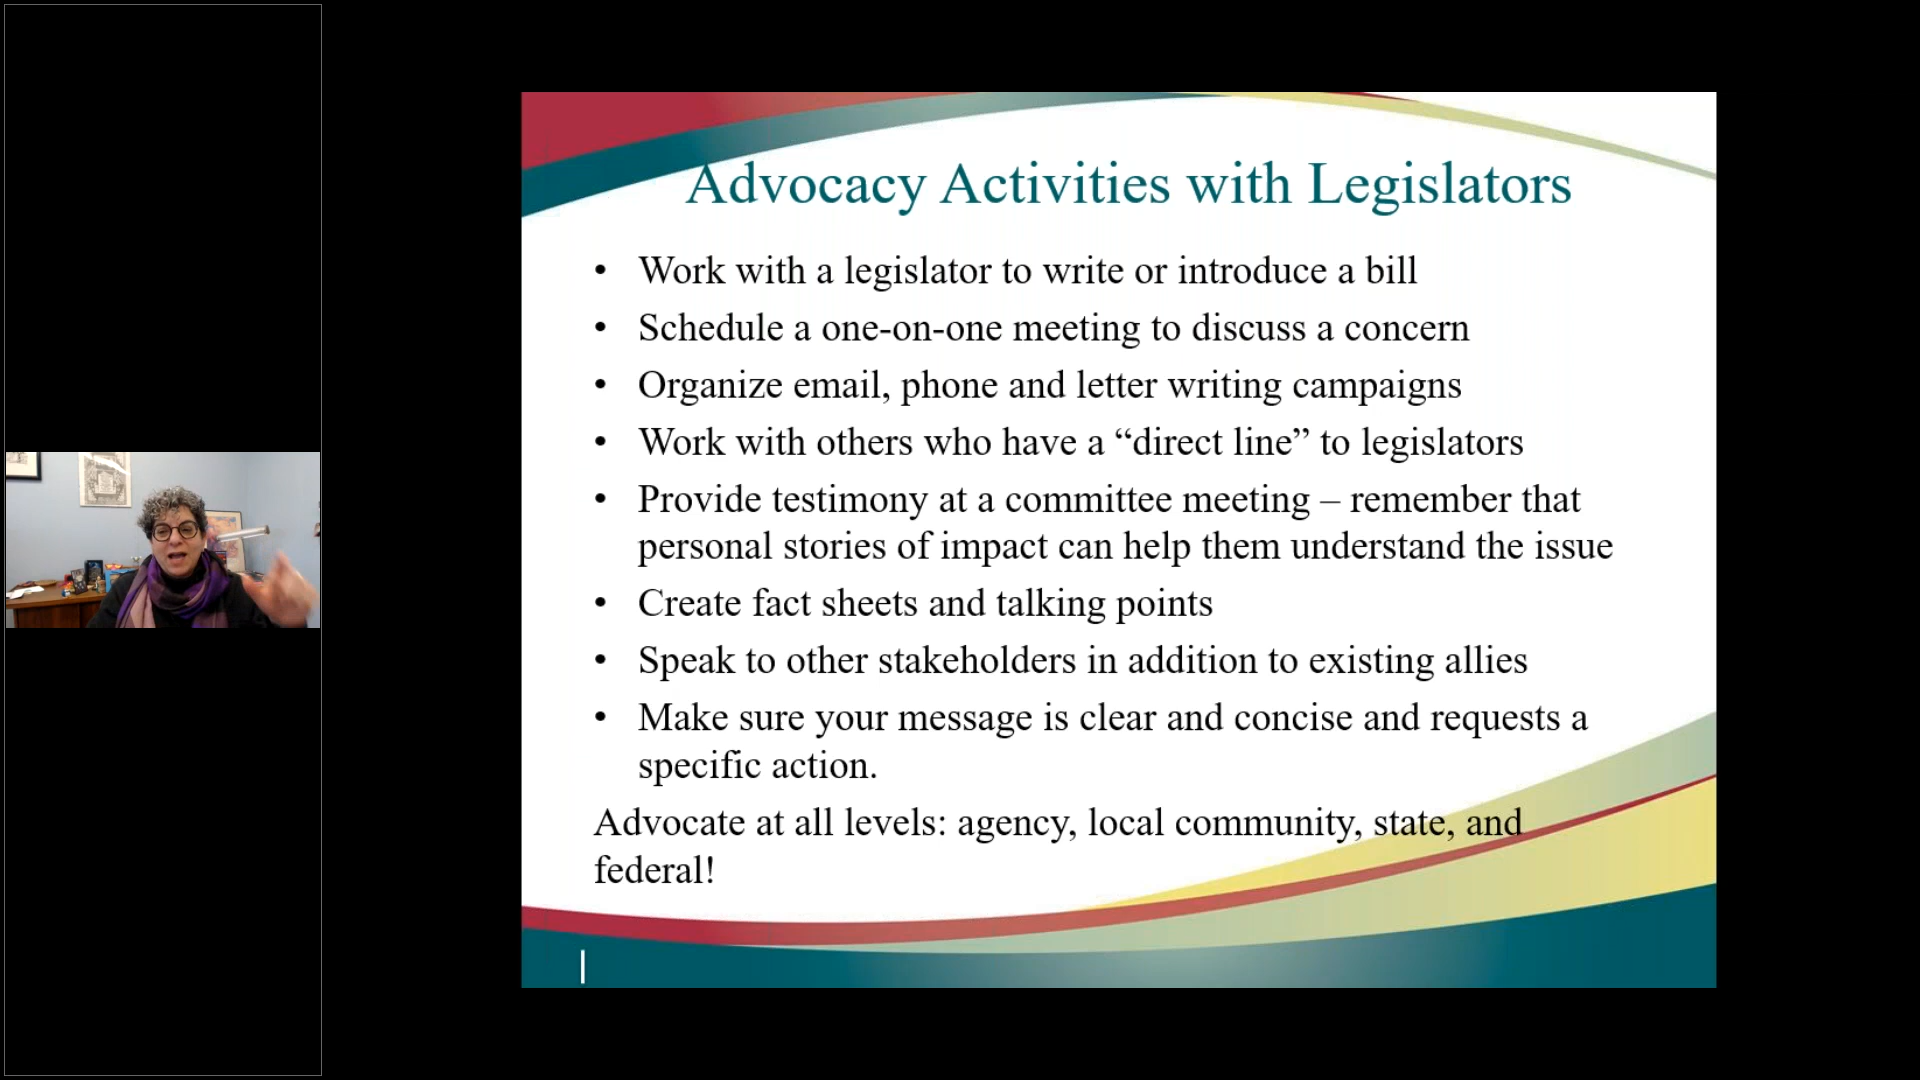 Advocacy Activities with Legislators
• Work with a legislator to write or introduce a bill
• Schedule a one-on-one meeting to discuss a concern
• Organize email, phone and letter writing campaigns
• Work with others who have a “direct line” to legislators
• Provide testimony at a committee meeting – remember that
personal stories of impact can help them understand the issue
• Create fact sheets and talking points
• Speak to other stakeholders in addition to existing allies
• Make sure your message is clear and concise and requests a
specific action.
Advocate at all levels: agency, local community, state, and
federal!